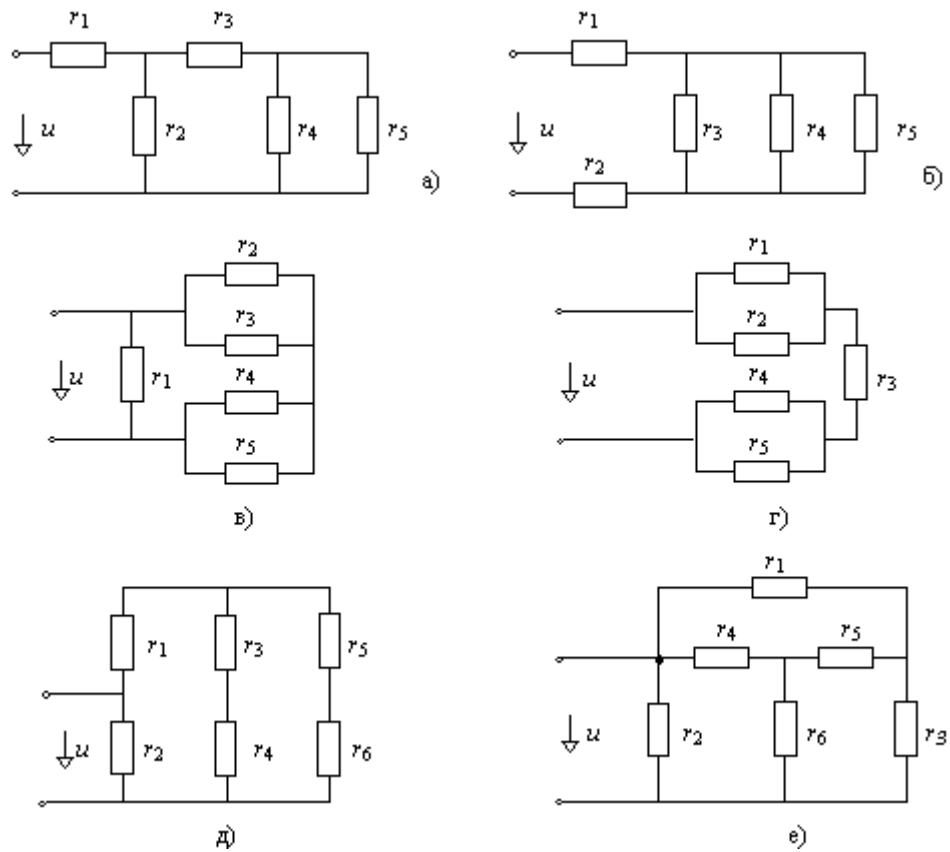 r1 r3
u r2 r4 r5
а)
r1
u r3 r4 r5
r2
б)
r2
r3
u r1 r4
r5
в)
r1
r2
u r4 r3
r5
г)
r1 r3 r5
u r2 r4 r6
д)
r1
r4 r5
u r2 r6 r3
е)